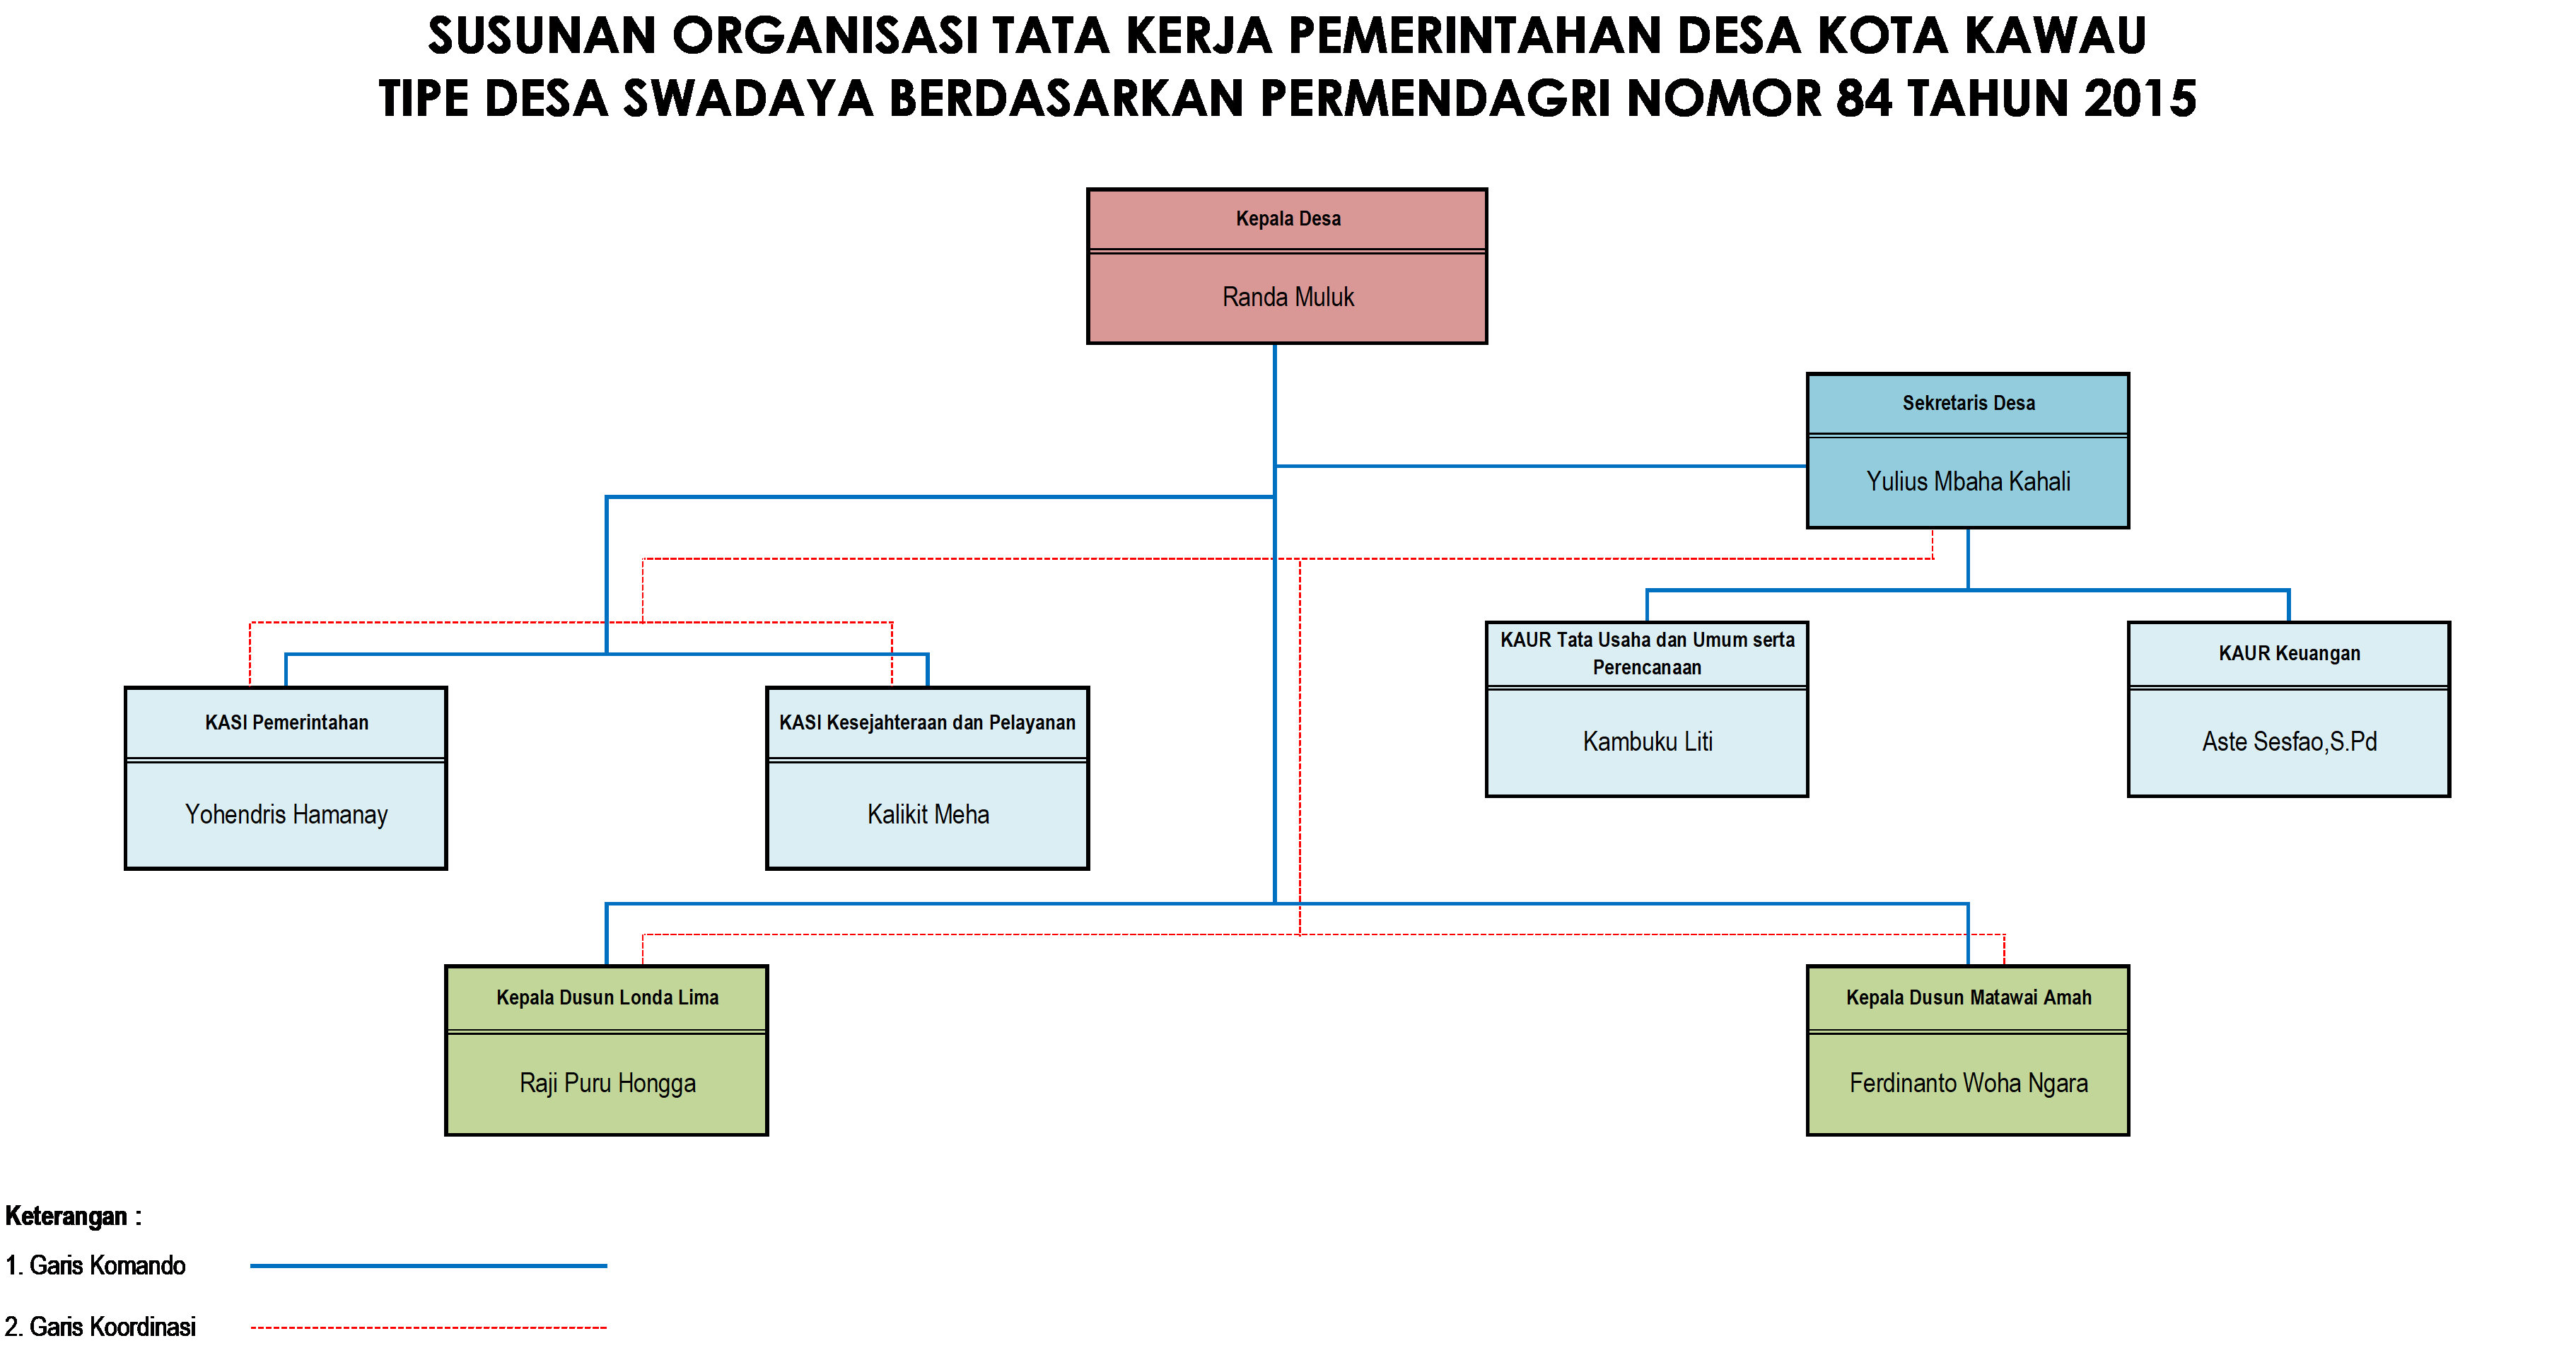 SUSUNAN ORGANISASI TATA KERJA PEMERINTAHAN DESA KOTA KAWAU
TIPE DESA SWADAYA BERDASARKAN PERMENDAGRI NOMOR 84 TAHUN 2015
Kepala Desa
Randa Muluk
Sekretaris Desa
Yulius Mbaha Kahali
KAUR Tata Usaha dan Umum serta
Perencanaan
Kambuku Liti
KAUR Keuangan
Aste Sesfao,S.Pd
KASI Pemerintahan
Yohendris Hamanay
KASI Kesejahteraan dan Pelayanan
Kalikit Meha
Kepala Dusun Londa Lima
Raji Puru Hongga
Kepala Dusun Matawai Amah
Ferdinanto Woha Ngara
Keterangan :
1. Garis Komando
2. Garis Koordinasi